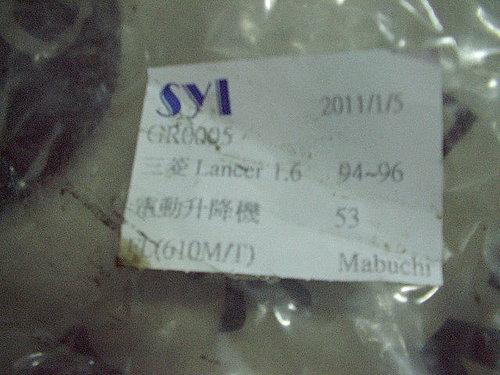 SYI 2011/1/5
GR0005
三菱 Lancer 1.6 94~96
電動升降機 53
FL(610M/T) Mabuchi